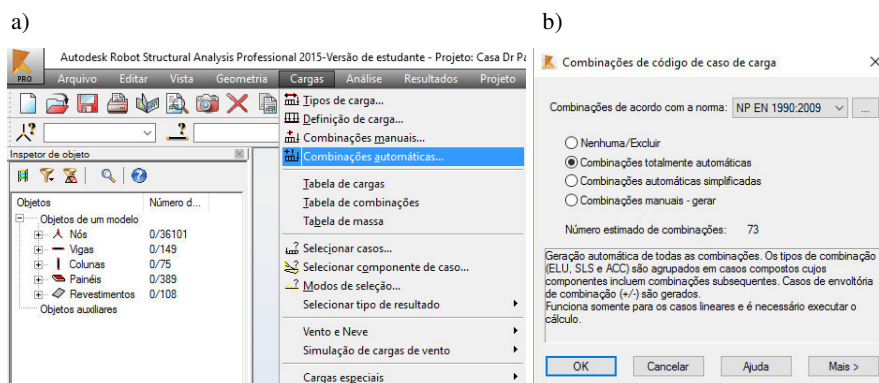 a)
b)
Autodesk Robot Structural Analysis Professional 2015-Versão de estudante - Projeto: Casa Dr Pa
PRO
Arquivo Editar Vista Geometria Cargas Análise Resultados Projeto
Inspetor de objeto
Objetos Número d...
Objetos de um modelo
Nós 0/36101
Vigas 0/149
Colunas 0/75
Painéis 0/389
Revestimentos 0/108
Objetos auxiliares
Tipos de carga...
Definição de carga...
Combinações manuais...
Combinações automáticas...
Tabela de cargas
Tabela de combinações
Tabela de massa
Selecionar casos...
Selecionar componente de caso...
Modos de seleção...
Selecionar tipo de resultado
Vento e Neve
Simulação de cargas de vento
Cargas especiais
Combinações de código de caso de carga
Combinações de acordo com a norma: NP EN 1990:2009 ...
Nenhuma/Excluir
Combinações totalmente automáticas
Combinações automáticas simplificadas
Combinações manuais - gerar
Número estimado de combinações: 73
Geração automática de todas as combinações. Os tipos de combinação
(ELU, SLS e ACC) são agrupados em casos compostos cujos
componentes incluem combinações subsequentes. Casos de envoltória
de combinação (+/-) são gerados.
Funciona somente para os casos lineares e é necessário executar o
cálculo.
OK Cancelar Ajuda Mais >